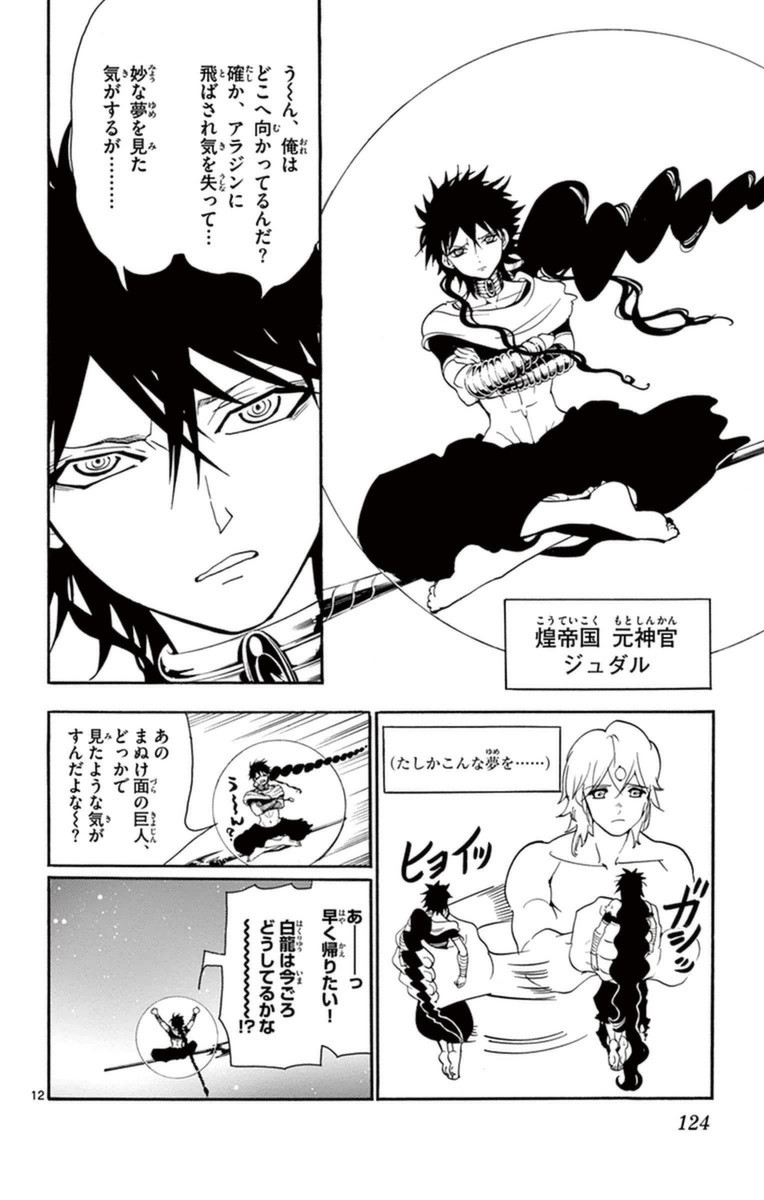 う～ん、俺は
どこへ向かってるんだ？
確か、アラジンに
飛ばされ気を失って…
妙な夢を見た
気がするが………
煌帝国 元神官
ジュダル
(たしかこんな夢を……)
ガシッ
ヒョイッ
う～～ん？
あの
まぬけ面の巨人、
どっかで
見たような気が
すんだよな～？
あ――っ
早く帰りたい！
白龍は今ごろ
どうしてるかな
～～～～～!?
12
124